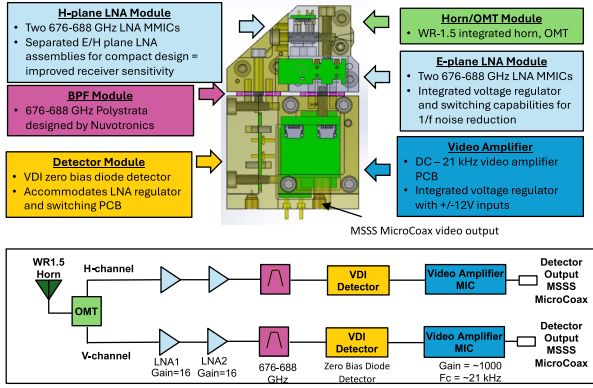 H-plane LNA Module
• Two 676-688 GHz LNA MMICs
• Separated E/H plane LNA
assemblies for compact design =
improved receiver sensitivity
BPF Module
• 676-688 GHz Polystrata
designed by Nuvotronics
Detector Module
• VDI zero bias diode detector
• Accommodates LNA regulator
and switching PCB
Horn/OMT Module
• WR-1.5 integrated horn, OMT
E-plane LNA Module
• Two 676-688 GHz LNA MMICs
• Integrated voltage regulator
and switching capabilities for
1/f noise reduction
Video Amplifier
• DC – 21 kHz video amplifier
PCB
• Integrated voltage regulator
with +/-12V inputs
MSSS MicroCoax video output
WR1.5
Horn
H-channel
OMT
V-channel
LNA1
Gain=16
LNA2
Gain=16
676-688
GHz
VDI
Detector
VDI
Detector
Zero Bias Diode
Detector
Video Amplifier
MIC
Video Amplifier
MIC
Gain = ~1000
Fc = ~21 kHz
Detector
Output
MSSS
MicroCoax
Detector
Output
MSSS
MicroCoax